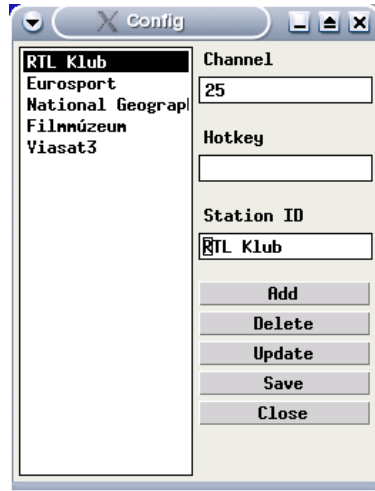 Config
RTL Klub
Eurosport
National Geograp
Filmmúzeum
Viasat3
Channel
25
Hotkey
Station ID
RTL Klub
Add
Delete
Update
Save
Close